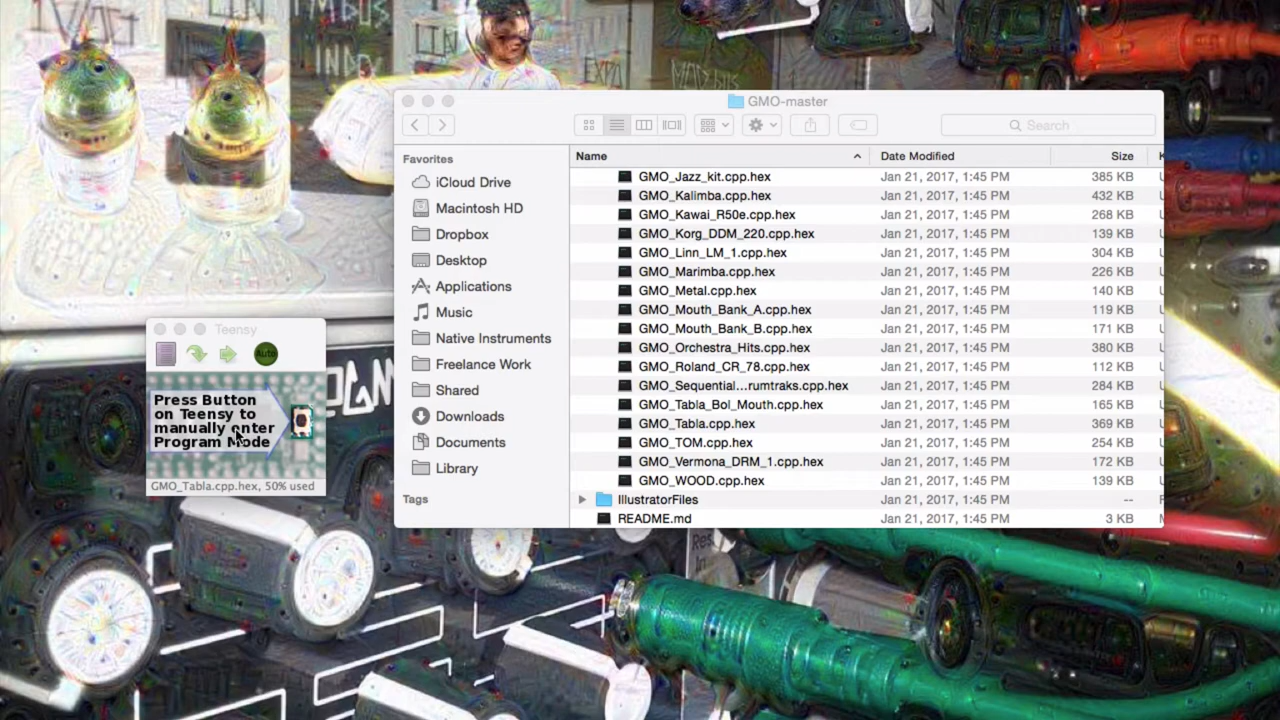 GMO-master
Search
Favorites
iCloud Drive
Macintosh HD
Dropbox
Desktop
Applications
Music
Native Instruments
Freelance Work
Shared
Downloads
Documents
Library
Tags
Name Date Modified Size
GMO_Jazz_kit.cpp.hex Jan 21, 2017, 1:45 PM 385 KB
GMO_Kalimba.cpp.hex Jan 21, 2017, 1:45 PM 432 KB
GMO_Kawai_R50e.cpp.hex Jan 21, 2017, 1:45 PM 268 KB
GMO_Korg_DDM_220.cpp.hex Jan 21, 2017, 1:45 PM 139 KB
GMO_Linn_LM_1.cpp.hex Jan 21, 2017, 1:45 PM 304 KB
GMO_Marimba.cpp.hex Jan 21, 2017, 1:45 PM 226 KB
GMO_Metal.cpp.hex Jan 21, 2017, 1:45 PM 140 KB
GMO_Mouth_Bank_A.cpp.hex Jan 21, 2017, 1:45 PM 119 KB
GMO_Mouth_Bank_B.cpp.hex Jan 21, 2017, 1:45 PM 171 KB
GMO_Orchestra_Hits.cpp.hex Jan 21, 2017, 1:45 PM 380 KB
GMO_Roland_CR_78.cpp.hex Jan 21, 2017, 1:45 PM 112 KB
GMO_Sequential...rumtraks.cpp.hex Jan 21, 2017, 1:45 PM 284 KB
GMO_Tabla_Bol_Mouth.cpp.hex Jan 21, 2017, 1:45 PM 165 KB
GMO_Tabla.cpp.hex Jan 21, 2017, 1:45 PM 369 KB
GMO_TOM.cpp.hex Jan 21, 2017, 1:45 PM 254 KB
GMO_Vermona_DRM_1.cpp.hex Jan 21, 2017, 1:45 PM 172 KB
GMO_WOOD.cpp.hex Jan 21, 2017, 1:45 PM 139 KB
IllustratorFiles Jan 21, 2017, 1:45 PM --
README.md Jan 21, 2017, 1:45 PM 3 KB
Teensy
Auto
Press Button
on Teensy to
manually enter
Program Mode
GMO_Tabla.cpp.hex, 50% used